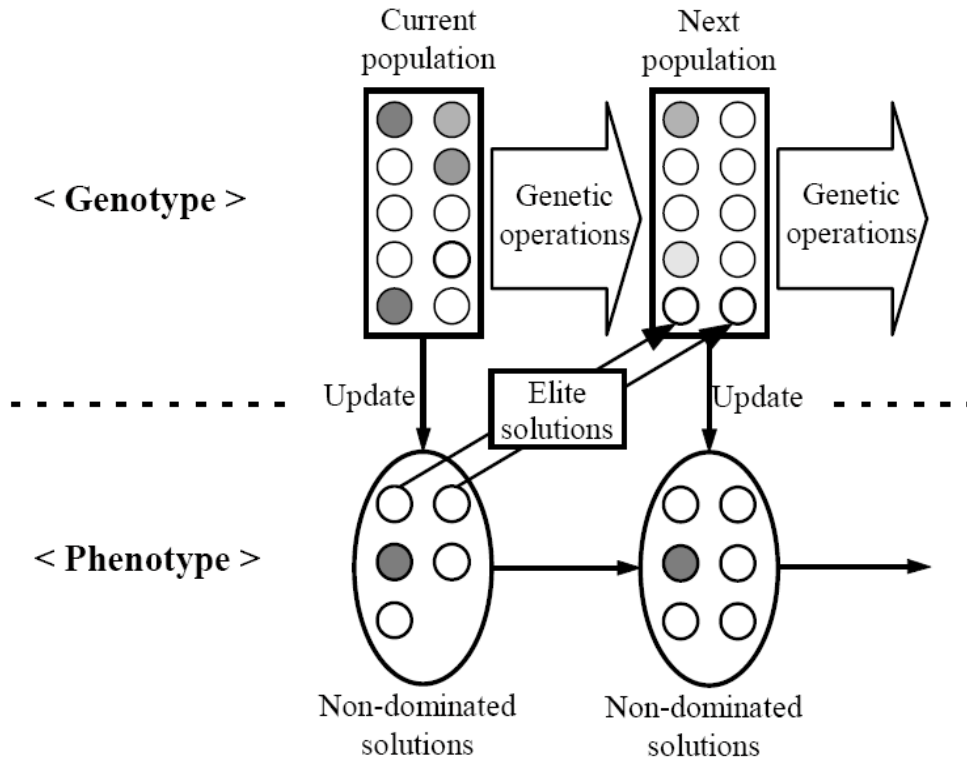 Current
population
Next
population
< Genotype >
Genetic
operations
Genetic
operations
Update
Elite
solutions
Update
< Phenotype >
Non-dominated
solutions
Non-dominated
solutions